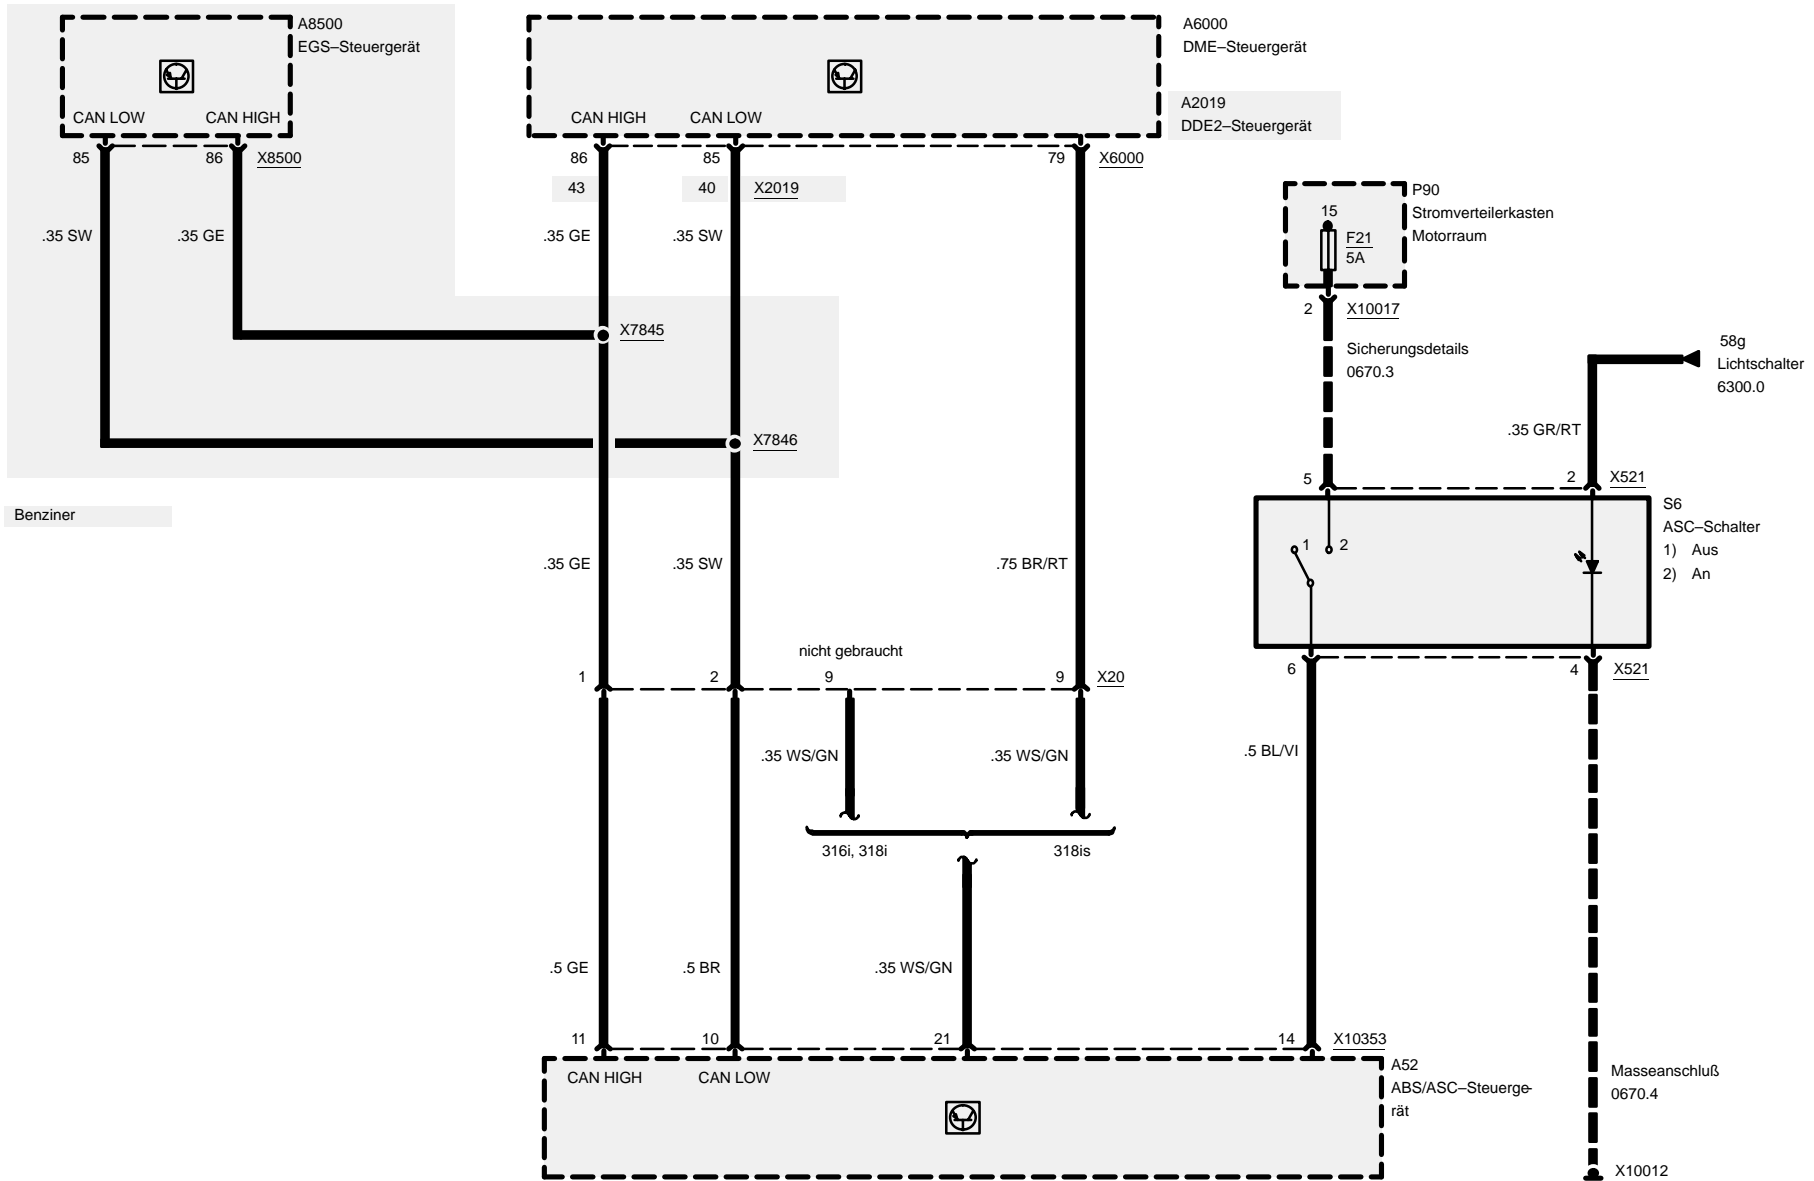 A8500
EGS–Steuergerät
CAN LOW
CAN HIGH
85
86
X8500
.35 SW
.35 GE
A6000
DME–Steuergerät
A2019
DDE2–Steuergerät
CAN HIGH
CAN LOW
86
85
79
X6000
43
40
X2019
.35 GE
.35 SW
P90
Stromverteilerkasten
Motorraum
15
F21
5A
2
X10017
Sicherungsdetails
0670.3
58g
Lichtschalter
6300.0
X7845
X7846
.35 GR/RT
5
2
X521
Benziner
S6
ASC–Schalter
1) Aus
2) An
1
2
.35 GE
.35 SW
.75 BR/RT
nicht gebraucht
1
2
9
9
X20
6
4
X521
.35 WS/GN
.35 WS/GN
.5 BL/VI
316i, 318i
318is
.5 GE
.5 BR
.35 WS/GN
11
10
21
14
X10353
CAN HIGH
CAN LOW
A52
ABS/ASC–Steuerge–
rät
Masseanschluß
0670.4
X10012